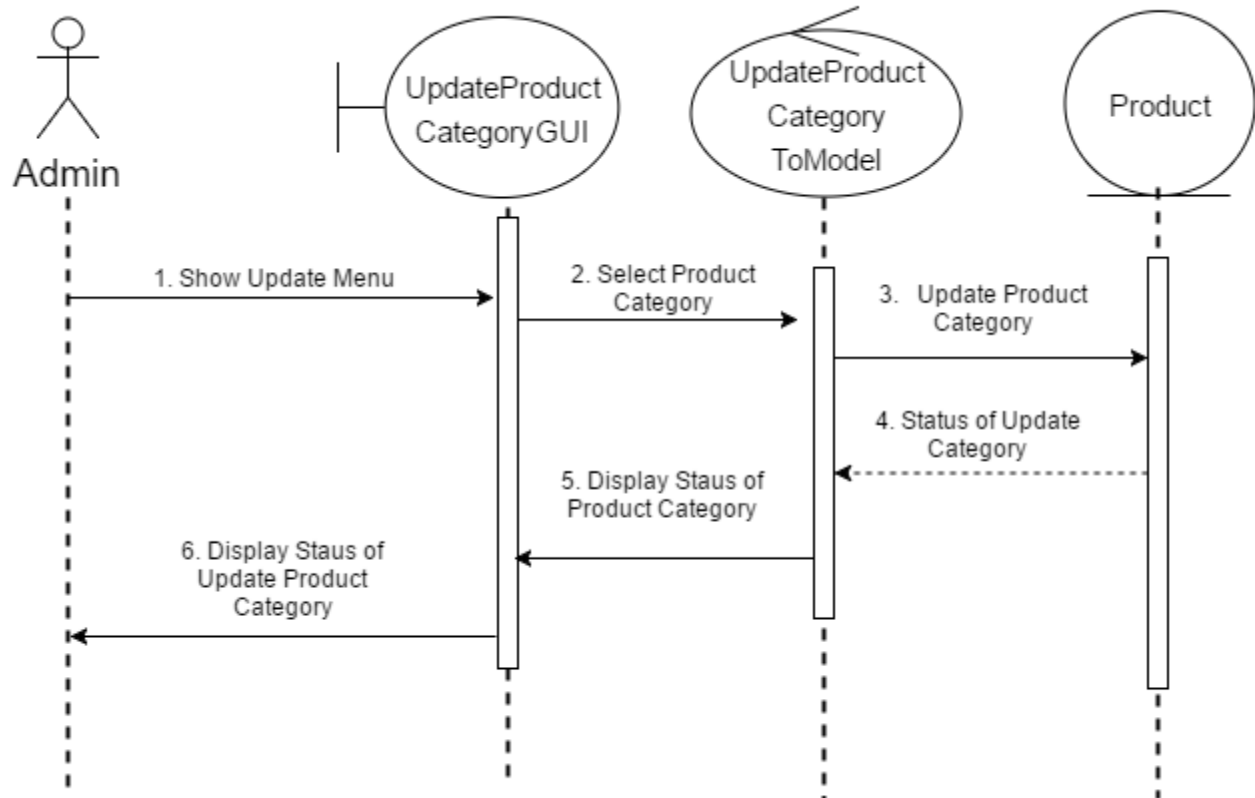 UpdateProduct
CategoryGUI
UpdateProduct
Category
ToModel
Product
Admin
1. Show Update Menu
2. Select Product
Category
3. Update Product
Category
4. Status of Update
Category
5. Display Staus of
Product Category
6. Display Staus of
Update Product
Category